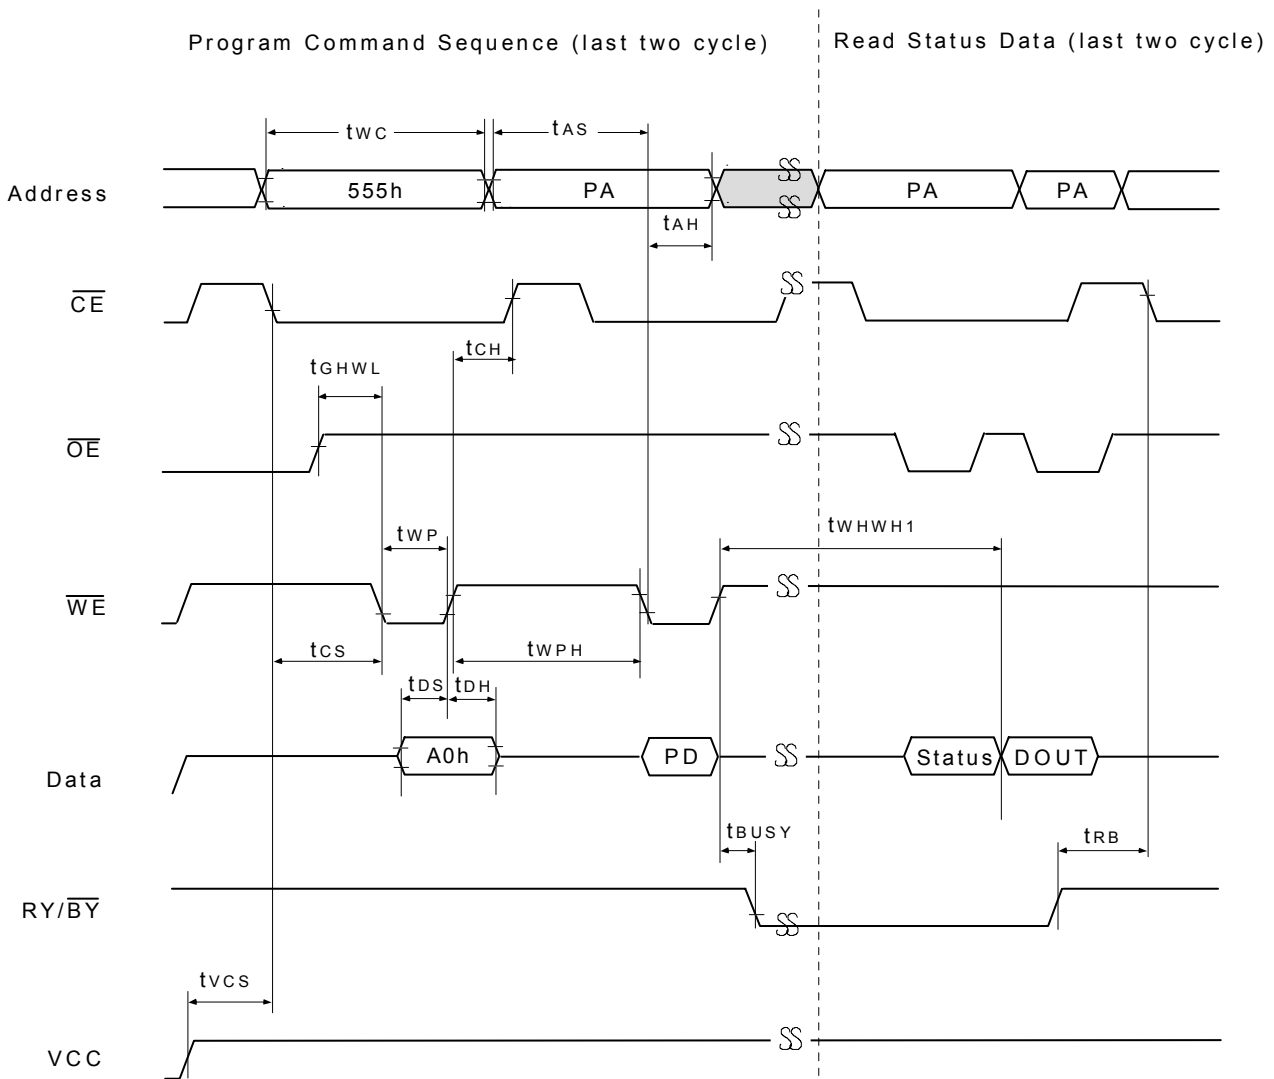 Program Command Sequence (last two cycle)
Read Status Data (last two cycle)
tWC
tAS
Address
555h
PA
PA
PA
tAH
CE
tCH
tGHWL
OE
tWP
tWHWH1
WE
tCS
tWPH
tDS
tDH
Data
A0h
PD
Status
DOUT
tBUSY
tRB
RY/BY
tVCS
VCC